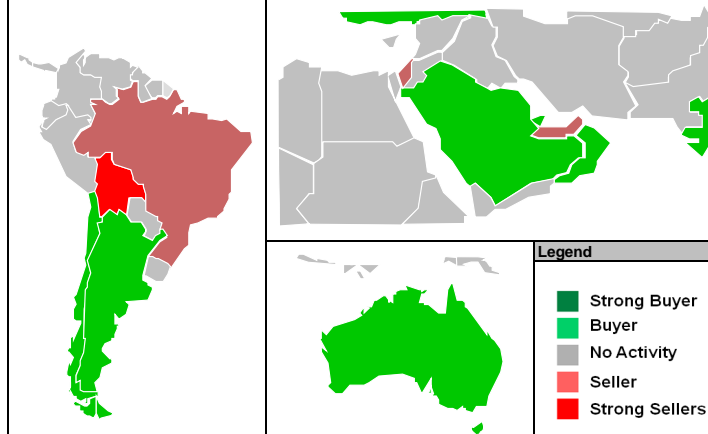 Legend
Strong Buyer
Buyer
No Activity
Seller
Strong Sellers